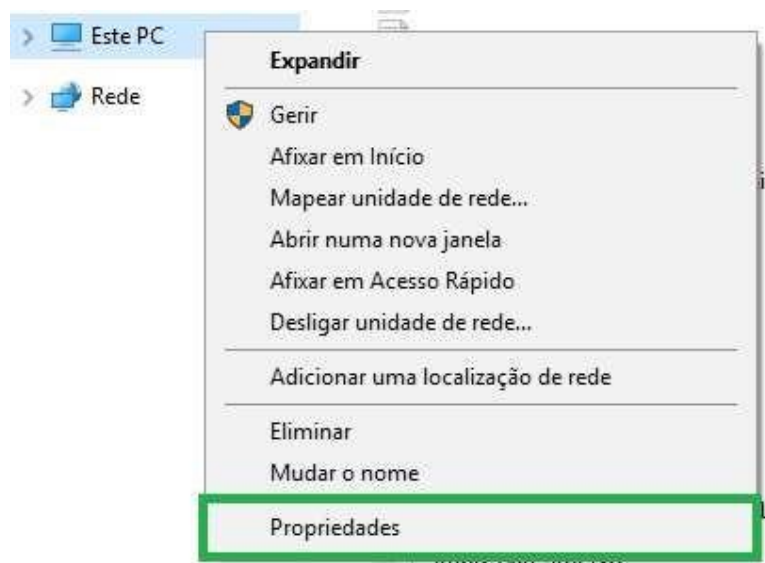 Este PC
Rede
Expandir
Gerir
Afixar em Início
Mapear unidade de rede...
Abrir numa nova janela
Afixar em Acesso Rápido
Desligar unidade de rede...
Adicionar uma localização de rede
Eliminar
Mudar o nome
Propriedades